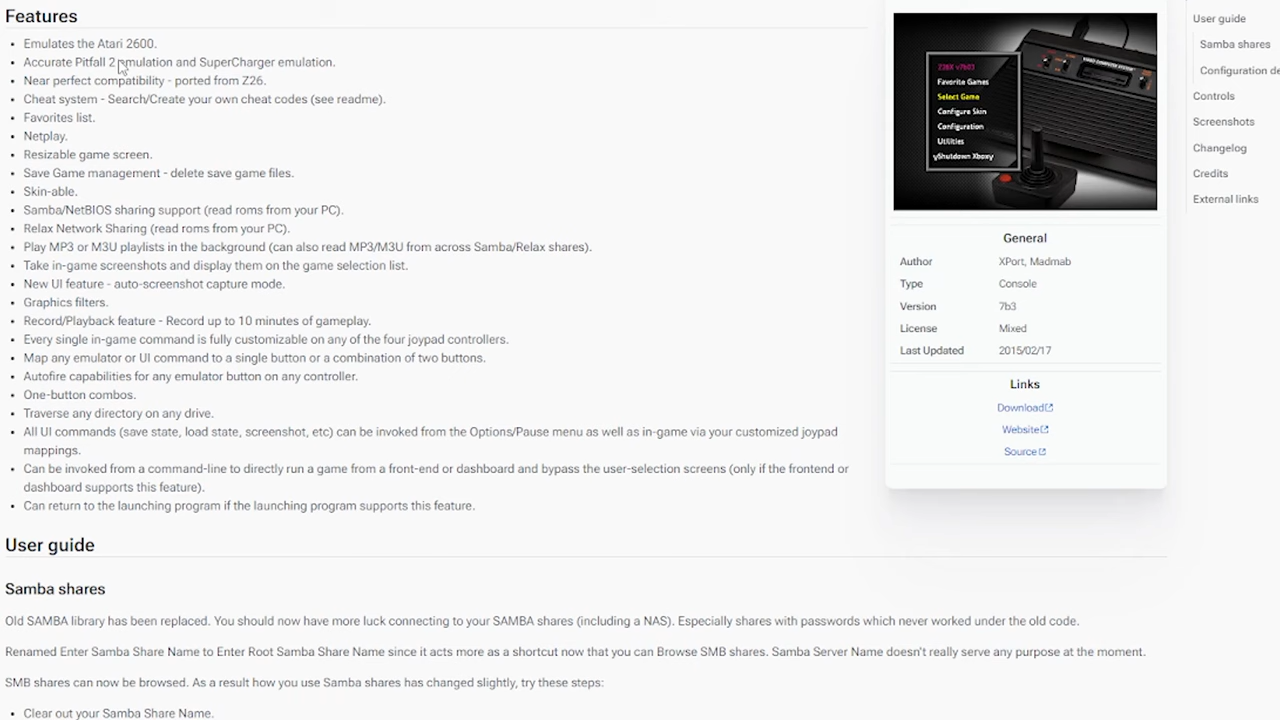 Features
• Emulates the Atari 2600.
• Accurate Pitfall 2 emulation and SuperCharger emulation.
• Near perfect compatibility - ported from Z26.
• Cheat system - Search/Create your own cheat codes (see readme).
• Favorites list.
• Netplay.
• Resizable game screen.
• Save Game management - delete save game files.
• Skin-able.
• Samba/NetBIOS sharing support (read roms from your PC).
• Relax Network Sharing (read roms from your PC).
• Play MP3 or M3U playlists in the background (can also read MP3/M3U from across Samba/Relax shares).
• Take in-game screenshots and display them on the game selection list.
• New UI feature - auto-screenshot capture mode.
• Graphics filters.
• Record/Playback feature - Record up to 10 minutes of gameplay.
• Every single in-game command is fully customizable on any of the four joypad controllers.
• Map any emulator or UI command to a single button or a combination of two buttons.
• Autofire capabilities for any emulator button on any controller.
• One-button combos.
• Traverse any directory on any drive.
• All UI commands (save state, load state, screenshot, etc) can be invoked from the Options/Pause menu as well as in-game via your customized joypad
mappings.
• Can be invoked from a command-line to directly run a game from a front-end or dashboard and bypass the user-selection screens (only if the frontend or
dashboard supports this feature).
• Can return to the launching program if the launching program supports this feature.
User guide
Samba shares
Old SAMBA library has been replaced. You should now have more luck connecting to your SAMBA shares (including a NAS). Especially shares with passwords which never worked under the old code.
Renamed Enter Samba Share Name to Enter Root Samba Share Name since it acts more as a shortcut now that you can Browse SMB shares. Samba Server Name doesn't really serve any purpose at the moment.
SMB shares can now be browsed. As a result how you use Samba shares has changed slightly, try these steps:
• Clear out your Samba Share Name.
Z26X v7b03
Favorite Games
Select Game
Configure Skin
Configuration
Utilities
Shutdown Xboxy
General
Author XPort, Madmab
Type Console
Version 7b3
License Mixed
Last Updated 2015/02/17
Links
Download
Website
Source
User guide
Samba shares
Configuration de
Controls
Screenshots
Changelog
Credits
External links